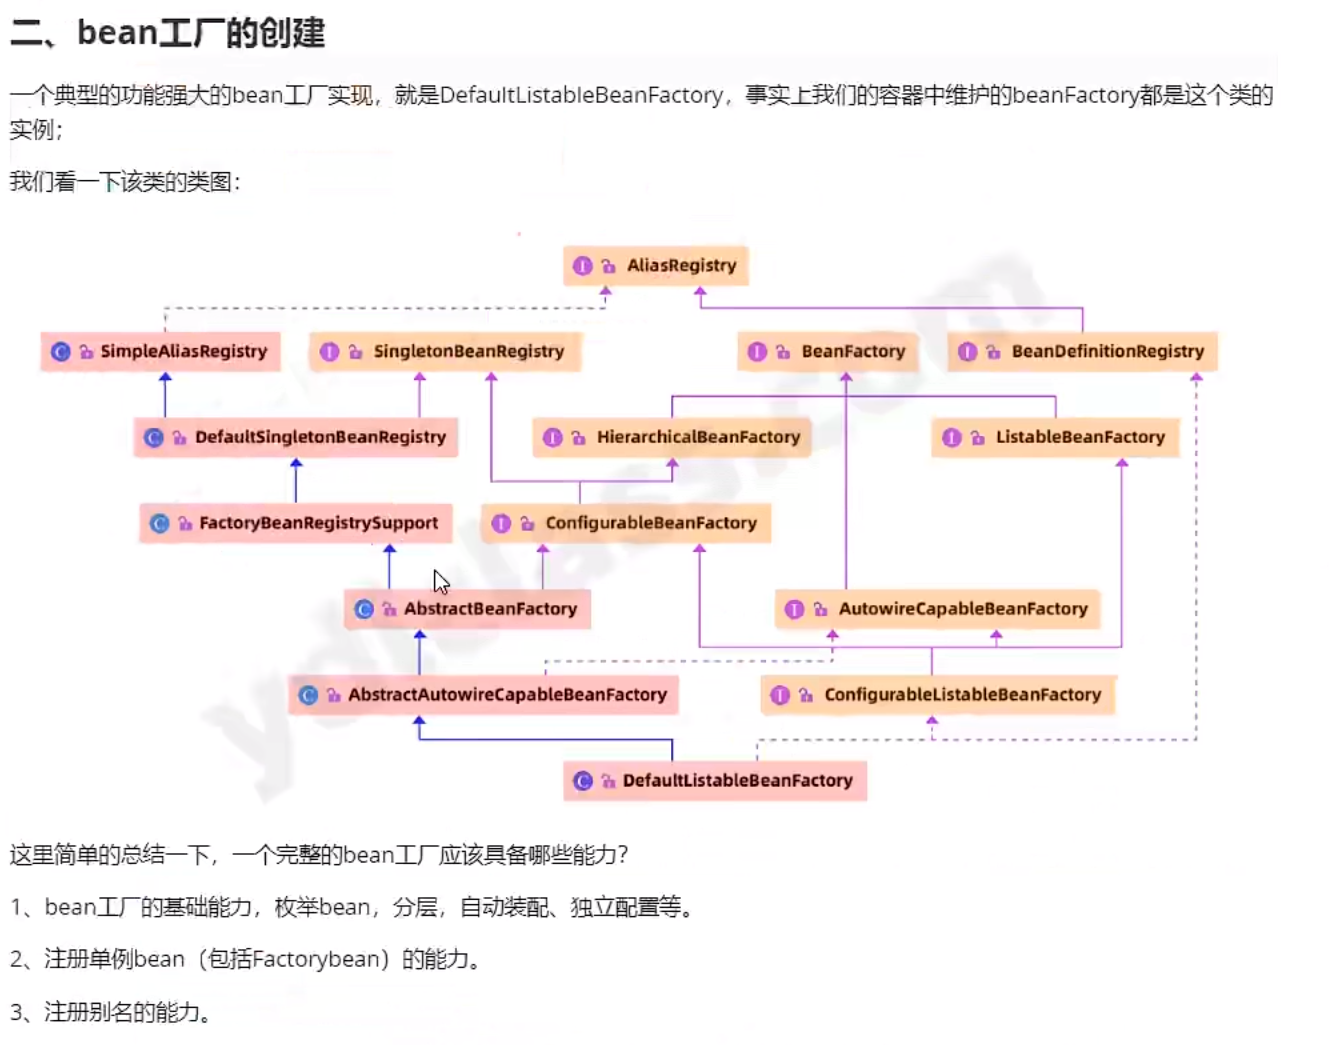 二、bean工厂的创建
一个典型的功能强大的bean工厂实现，就是DefaultListableBeanFactory，事实上我们的容器中维护的beanFactory都是这个类的
实例；
我们看一下该类的类图：
AliasRegistry
SimpleAliasRegistry
SingletonBeanRegistry
BeanFactory
BeanDefinitionRegistry
DefaultSingletonBeanRegistry
HierarchicalBeanFactory
ListableBeanFactory
FactoryBeanRegistrySupport
ConfigurableBeanFactory
AbstractBeanFactory
AutowireCapableBeanFactory
AbstractAutowireCapableBeanFactory
ConfigurableListableBeanFactory
DefaultListableBeanFactory
这里简单的总结一下，一个完整的bean工厂应该具备哪些能力？
1、bean工厂的基础能力，枚举bean，分层，自动装配、独立配置等。
2、注册单例bean（包括Factorybean）的能力。
3、注册别名的能力。